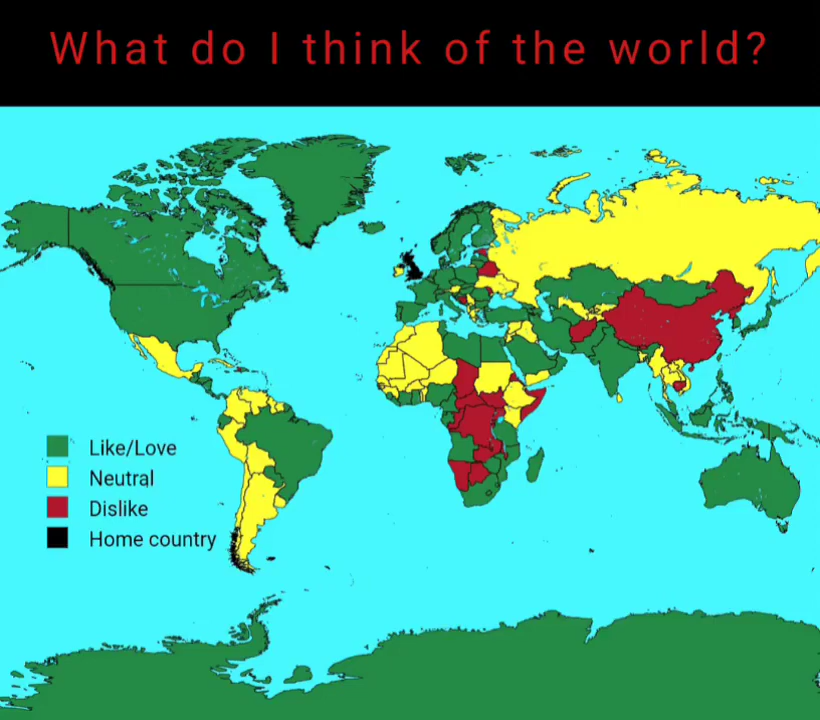 What do I think of the world?
Like/Love
Neutral
Dislike
Home country